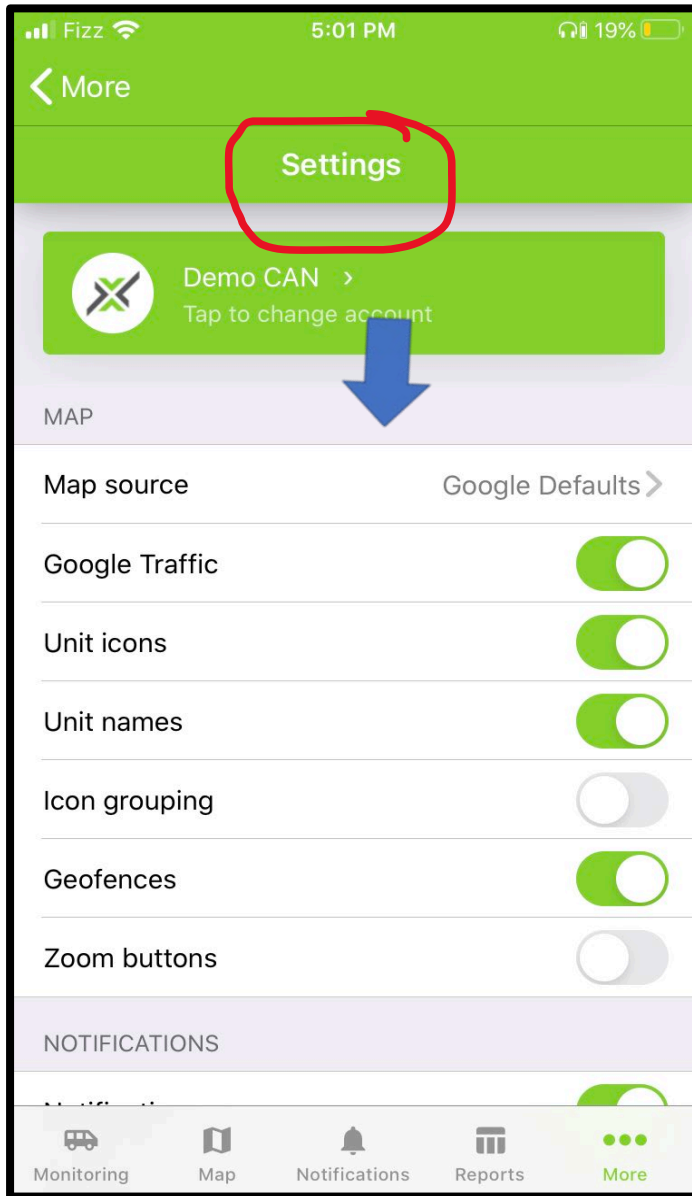 Fizz 5:01 PM 19%
More
Settings
Demo CAN >
Tap to change account
MAP
Map source Google Defaults
Google Traffic
Unit icons
Unit names
Icon grouping
Geofences
Zoom buttons
NOTIFICATIONS
Monitoring Map Notifications Reports More